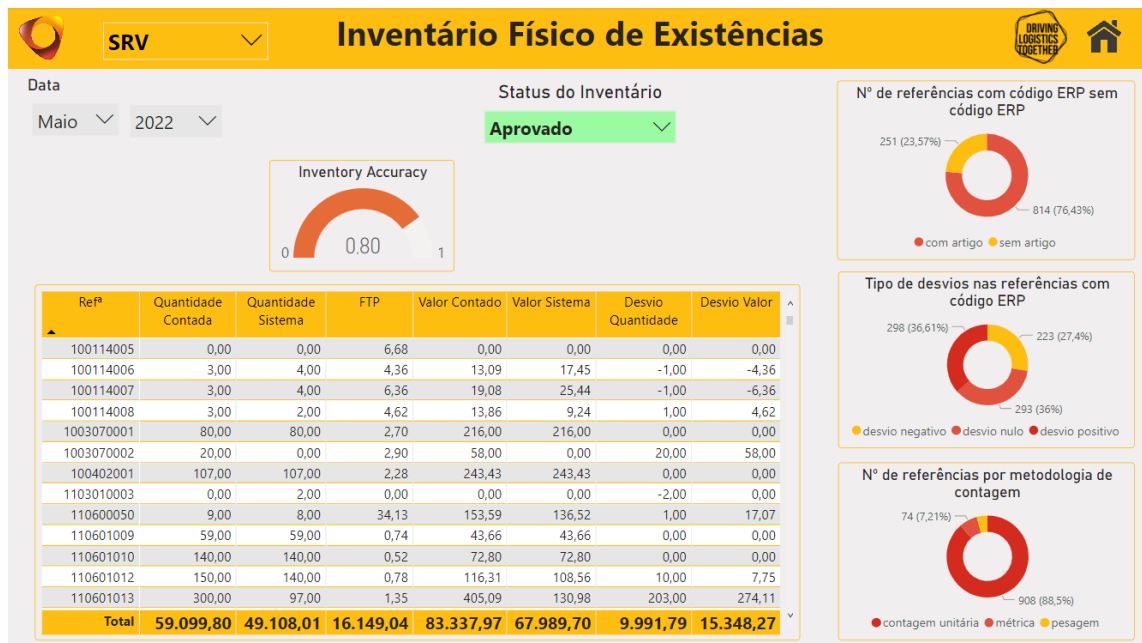 SRV
Inventário Físico de Existências
DRIVING
LOGISTICS
TOGETHER
Data
Maio 2022
Status do Inventário
Aprovado
Inventory Accuracy
0 0.80 1
Nº de referências com código ERP sem
código ERP
251 (23,57%)
814 (76,43%)
com artigo sem artigo
Tipo de desvios nas referências com
código ERP
298 (36,61%)
223 (27,4%)
293 (36%)
desvio negativo desvio nulo desvio positivo
Nº de referências por metodologia de
contagem
74 (7,21%)
908 (88,5%)
contagem unitária métrica pesagem
Refª Quantidade Quantidade FTP Valor Contado Valor Sistema Desvio Desvio Valor
Contada Sistema Quantidade
100114005 0,00 0,00 6,68 0,00 0,00 0,00 0,00
100114006 3,00 4,00 4,36 13,09 17,45 -1,00 -4,36
100114007 3,00 4,00 6,36 19,08 25,44 -1,00 -6,36
100114008 3,00 2,00 4,62 13,86 9,24 1,00 4,62
1003070001 80,00 80,00 2,70 216,00 216,00 0,00 0,00
1003070002 20,00 0,00 2,90 58,00 0,00 20,00 58,00
100402001 107,00 107,00 2,28 243,43 243,43 0,00 0,00
1103010003 0,00 2,00 0,00 0,00 0,00 -2,00 0,00
110600050 9,00 8,00 34,13 153,59 136,52 1,00 17,07
110601009 59,00 59,00 0,74 43,66 43,66 0,00 0,00
110601010 140,00 140,00 0,52 72,80 72,80 0,00 0,00
110601012 150,00 140,00 0,78 116,31 108,56 10,00 7,75
110601013 300,00 97,00 1,35 405,09 130,98 203,00 274,11
Total 59.099,80 49.108,01 16.149,04 83.337,97 67.989,70 9.991,79 15.348,27